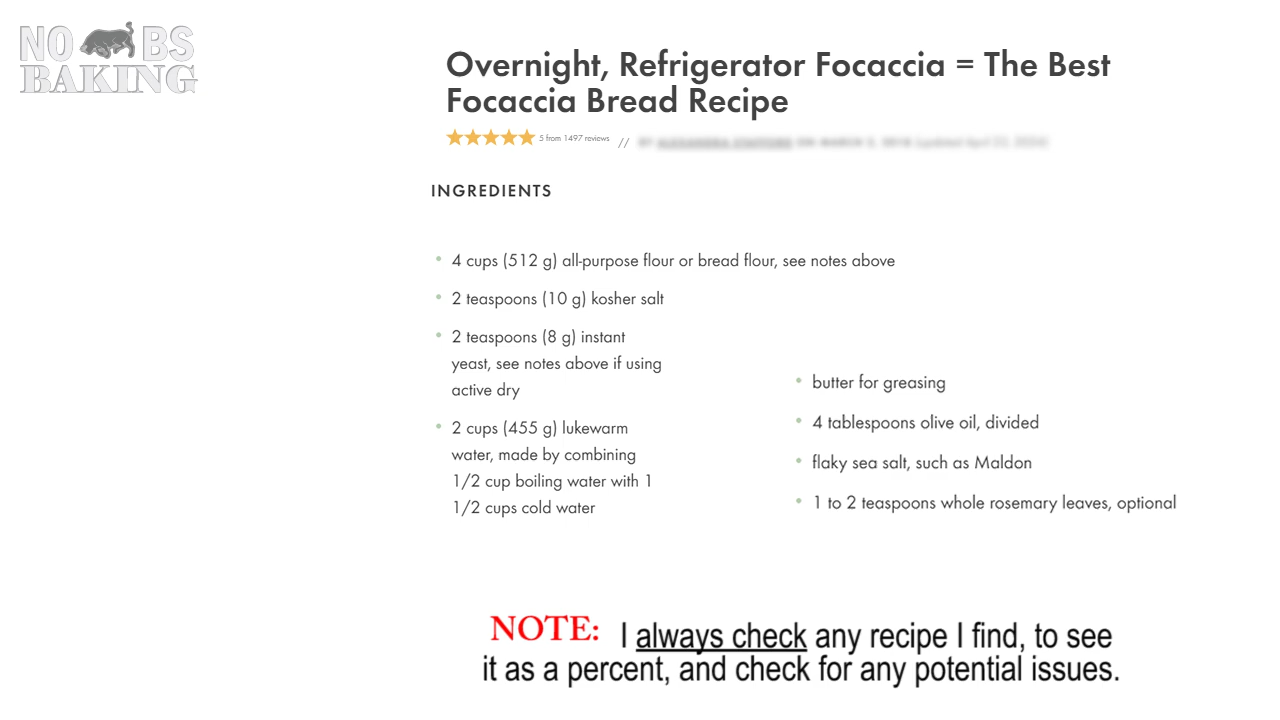 NO BS
BAKING
Overnight, Refrigerator Focaccia = The Best
Focaccia Bread Recipe
5 from 1497 reviews //
INGREDIENTS
• 4 cups (512 g) all-purpose flour or bread flour, see notes above
• 2 teaspoons (10 g) kosher salt
• 2 teaspoons (8 g) instant
yeast, see notes above if using
active dry
• 2 cups (455 g) lukewarm
water, made by combining
1/2 cup boiling water with 1
1/2 cups cold water
• butter for greasing
• 4 tablespoons olive oil, divided
• flaky sea salt, such as Maldon
• 1 to 2 teaspoons whole rosemary leaves, optional
NOTE: I always check any recipe I find, to see
it as a percent, and check for any potential issues.